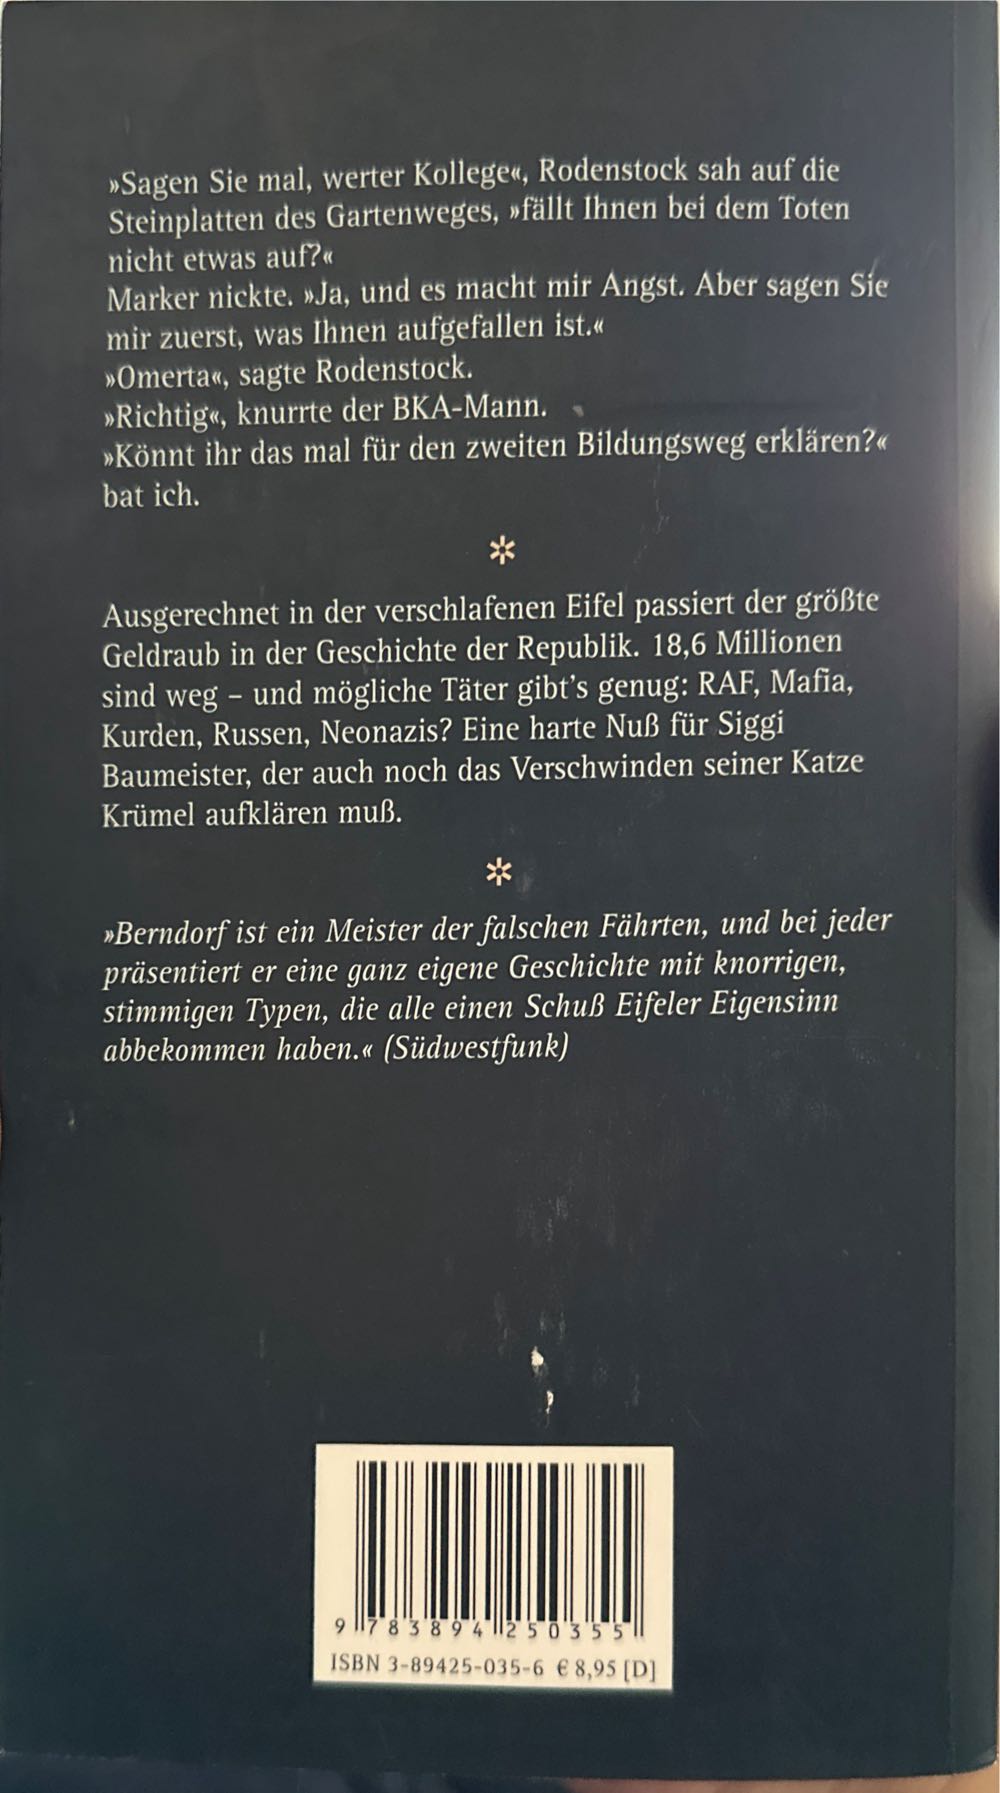 »Sagen Sie mal, werter Kollege«, Rodenstock sah auf die
Steinplatten des Gartenweges, »fällt Ihnen bei dem Toten
nicht etwas auf?«
Marker nickte. »Ja, und es macht mir Angst. Aber sagen Sie
mir zuerst, was Ihnen aufgefallen ist.«
»Omerta«, sagte Rodenstock.
»Richtig«, knurrte der BKA-Mann.
»Könnt ihr das mal für den zweiten Bildungsweg erklären?«
bat ich.
*
Ausgerechnet in der verschlafenen Eifel passiert der größte
Geldraub in der Geschichte der Republik. 18,6 Millionen
sind weg – und mögliche Täter gibt's genug: RAF, Mafia,
Kurden, Russen, Neonazis? Eine harte Nuß für Siggi
Baumeister, der auch noch das Verschwinden seiner Katze
Krümel aufklären muß.
*
»Berndorf ist ein Meister der falschen Fährten, und bei jeder
präsentiert er eine ganz eigene Geschichte mit knorrigen,
stimmigen Typen, die alle einen Schuß Eifeler Eigensinn
abbekommen haben.« (Südwestfunk)
9 783894 250355
ISBN 3-89425-035-6 € 8,95 [D]